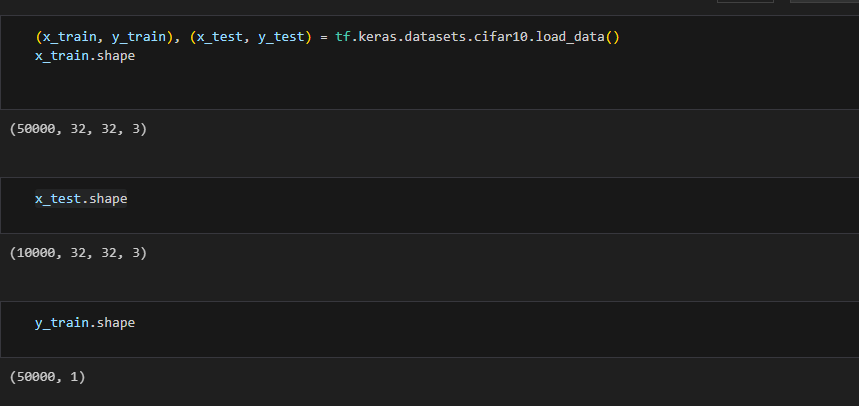 (x_train, y_train), (x_test, y_test) = tf.keras.datasets.cifar10.load_data()
x_train.shape
(50000, 32, 32, 3)
x_test.shape
(10000, 32, 32, 3)
y_train.shape
(50000, 1)